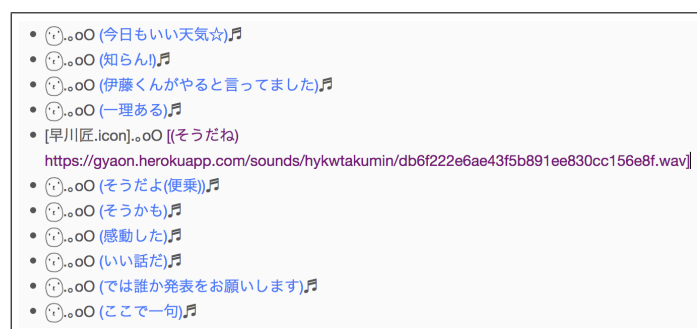 .｡oO (今日もいい天気☆)♬
.｡oO (知らん!)♬
.｡oO (伊藤くんがやると言ってました)♬
.｡oO (一理ある)♬
[早川匠.icon].｡oO [(そうだね)
https://gyaon.herokuapp.com/sounds/hykwtakumin/db6f222e6ae43f5b891ee830cc156e8f.wav]
.｡oO (そうだよ(便乗))♬
.｡oO (そうかも)♬
.｡oO (感動した)♬
.｡oO (いい話だ)♬
.｡oO (では誰か発表をお願いします)♬
.｡oO (ここで一句)♬